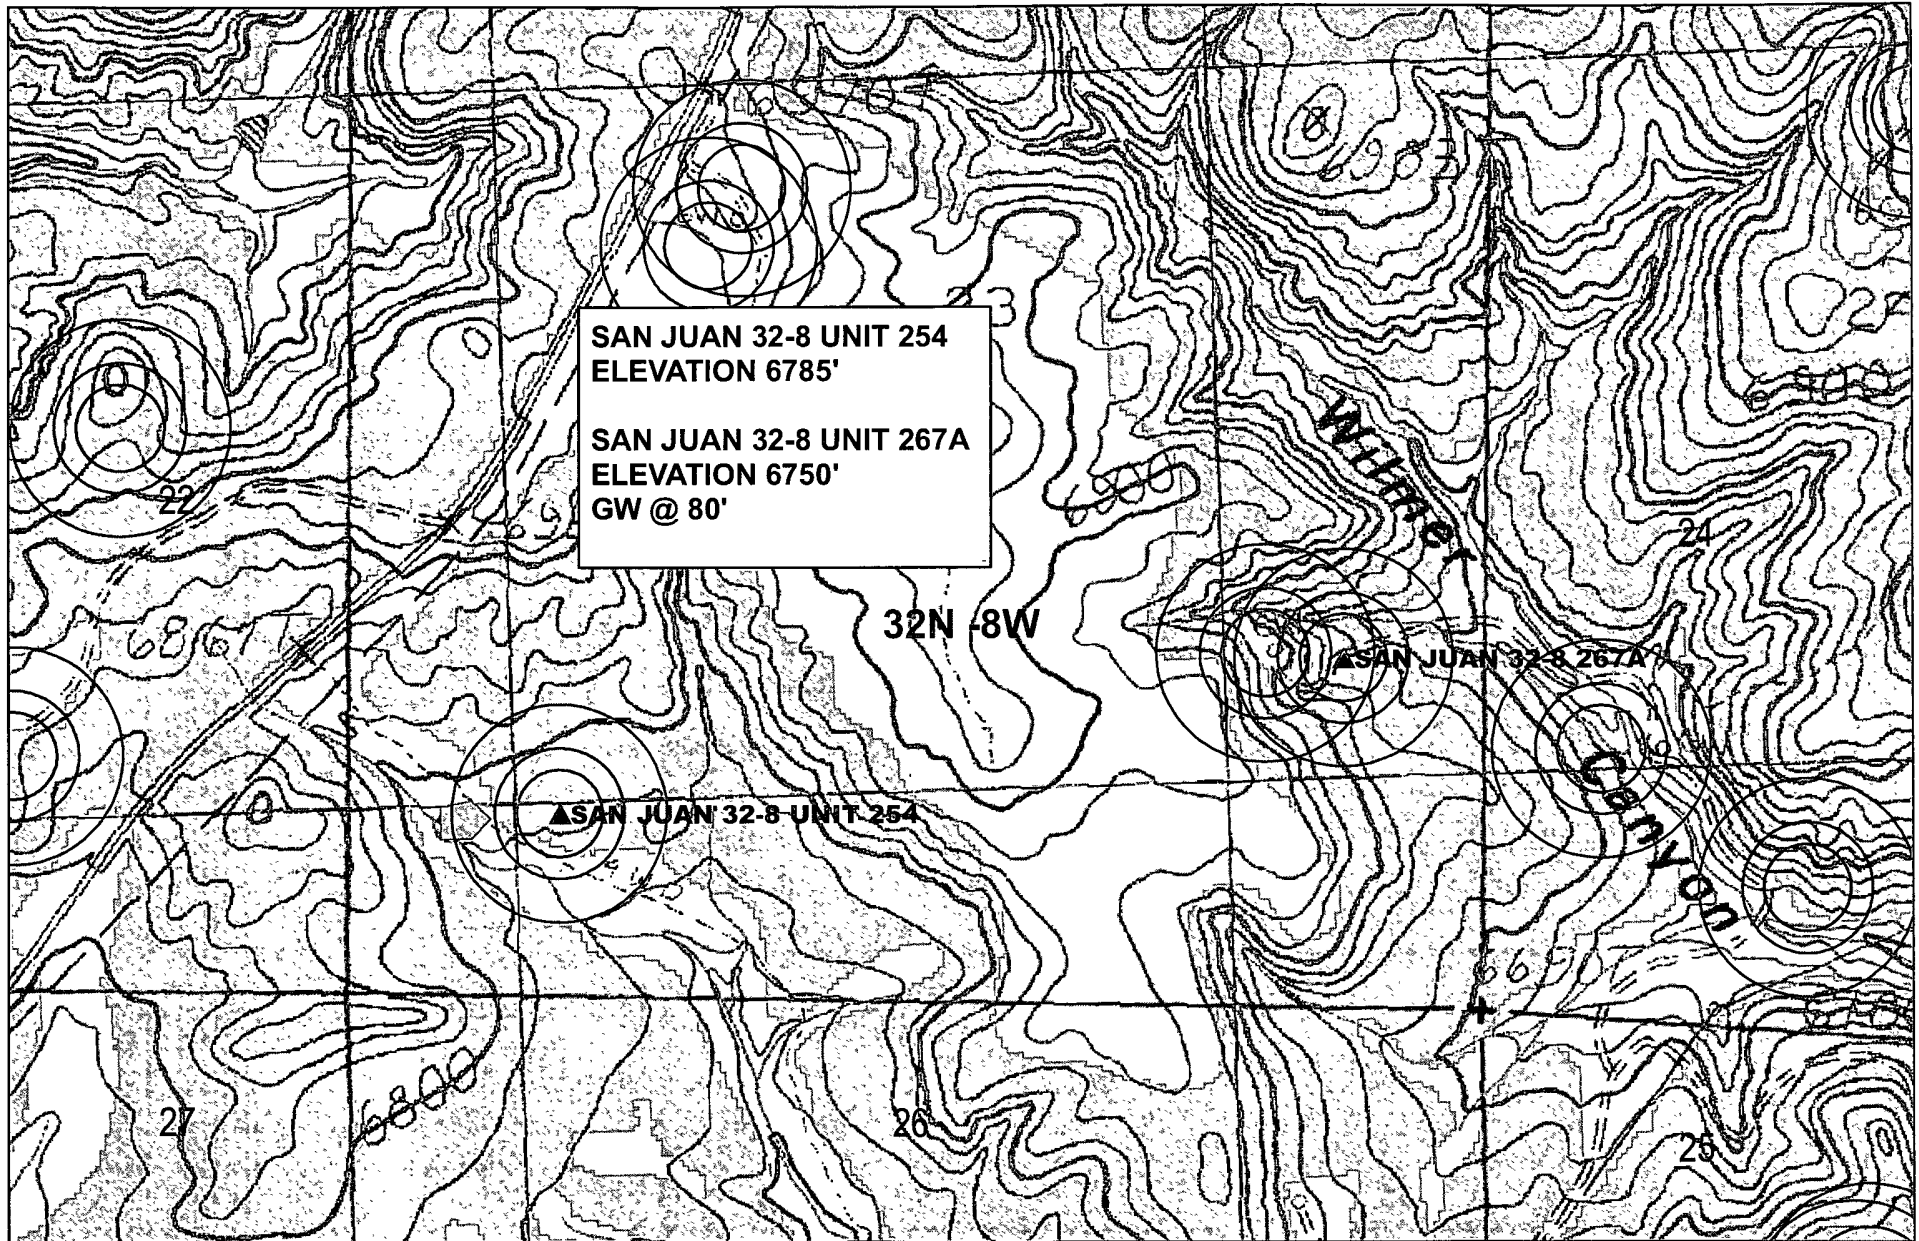 SAN JUAN 32-8 UNIT 254
ELEVATION 6785'
SAN JUAN 32-8 UNIT 267A
ELEVATION 6750'
GW @ 80'
6900
Wilmer
24
22
32N -8W
▲SAN JUAN 32-8 267A
▲SAN JUAN 32-8 UNIT 254
Canyon
6800
27
26
25